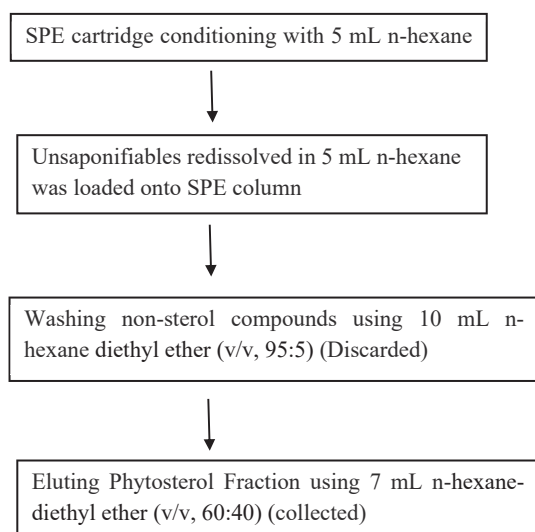 SPE cartridge conditioning with 5 mL n-hexane
Unsaponifiables redissolved in 5 mL n-hexane
was loaded onto SPE column
Washing non-sterol compounds using 10 mL n-
hexane diethyl ether (v/v, 95:5) (Discarded)
Eluting Phytosterol Fraction using 7 mL n-hexane-
diethyl ether (v/v, 60:40) (collected)